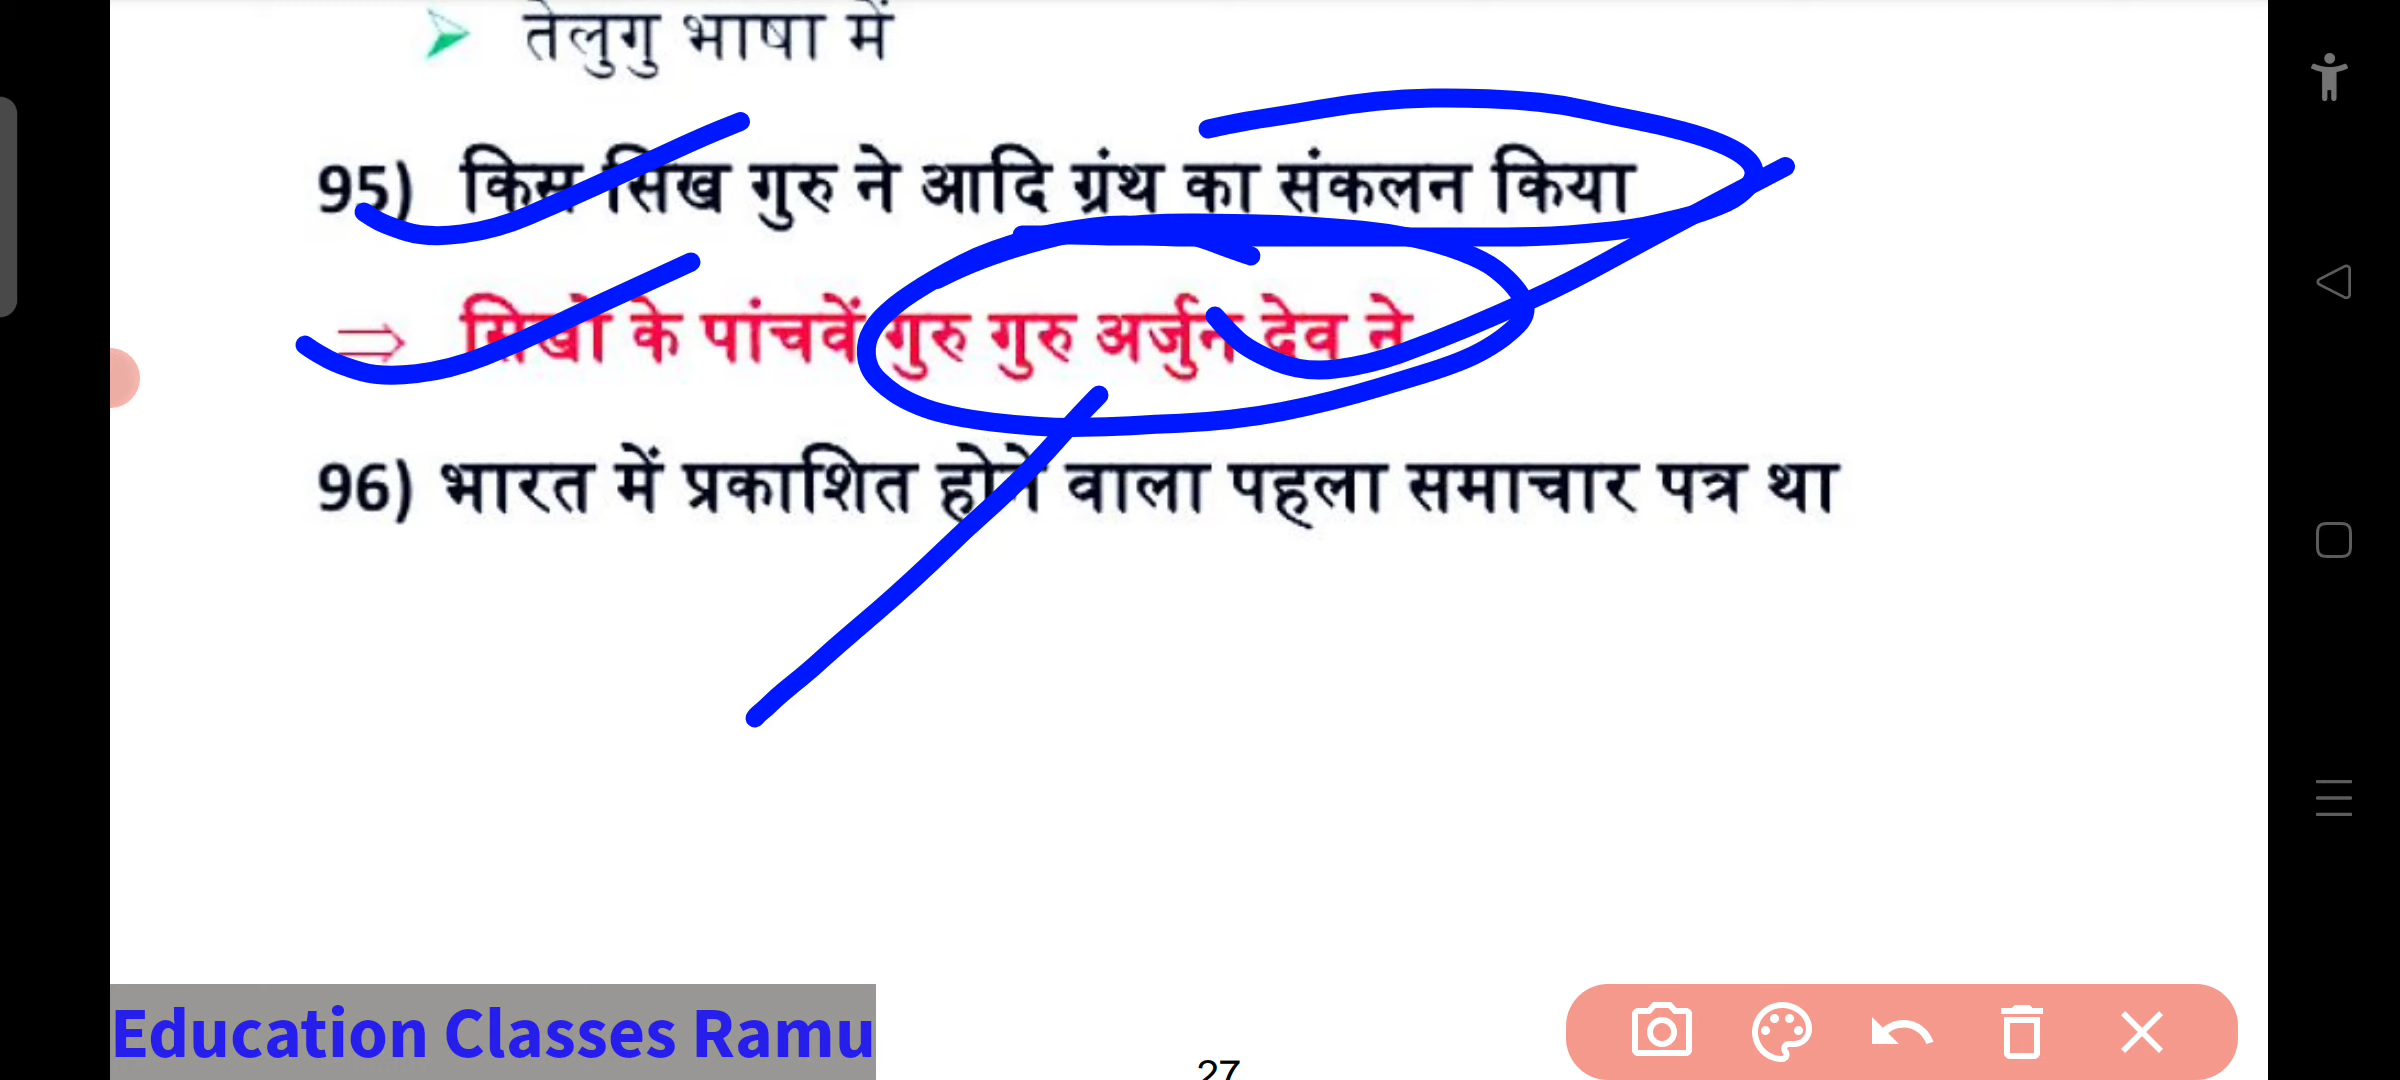 तेलुगु भाषा में
95) किस सिख गुरु ने आदि ग्रंथ का संकलन किया
⇒ सिखों के पांचवें गुरु गुरु अर्जुन देव ने
96) भारत में प्रकाशित होने वाला पहला समाचार पत्र था
Education Classes Ramu
27